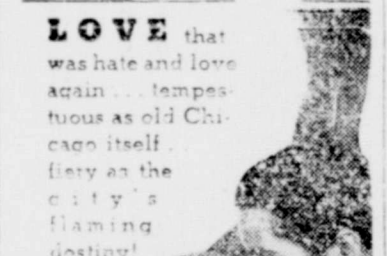 LOVE that
was hate and love
again ... tempes-
tuous as old Chi-
cago itself . .
fiery as the
city's
flaming
destiny!